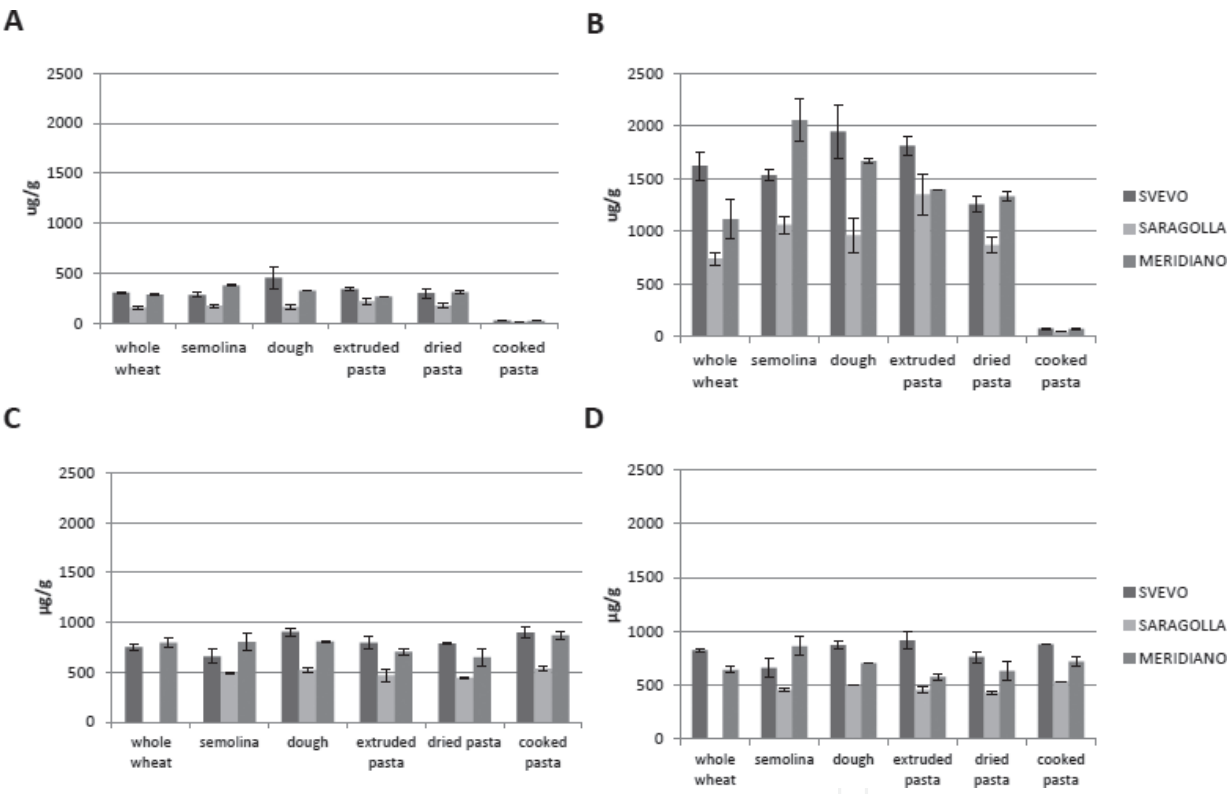 A
2500
2000
1500
1000
500
0
ug/g
whole wheat
semolina
dough
extruded pasta
dried pasta
cooked pasta
B
2500
2000
1500
1000
500
0
ug/g
whole wheat
semolina
dough
extruded pasta
dried pasta
cooked pasta
SVEVO
SARAGOLLA
MERIDIANO
C
2500
2000
1500
1000
500
0
µg/g
whole wheat
semolina
dough
extruded pasta
dried pasta
cooked pasta
D
2500
2000
1500
1000
500
0
µg/g
whole wheat
semolina
dough
extruded pasta
dried pasta
cooked pasta
SVEVO
SARAGOLLA
MERIDIANO